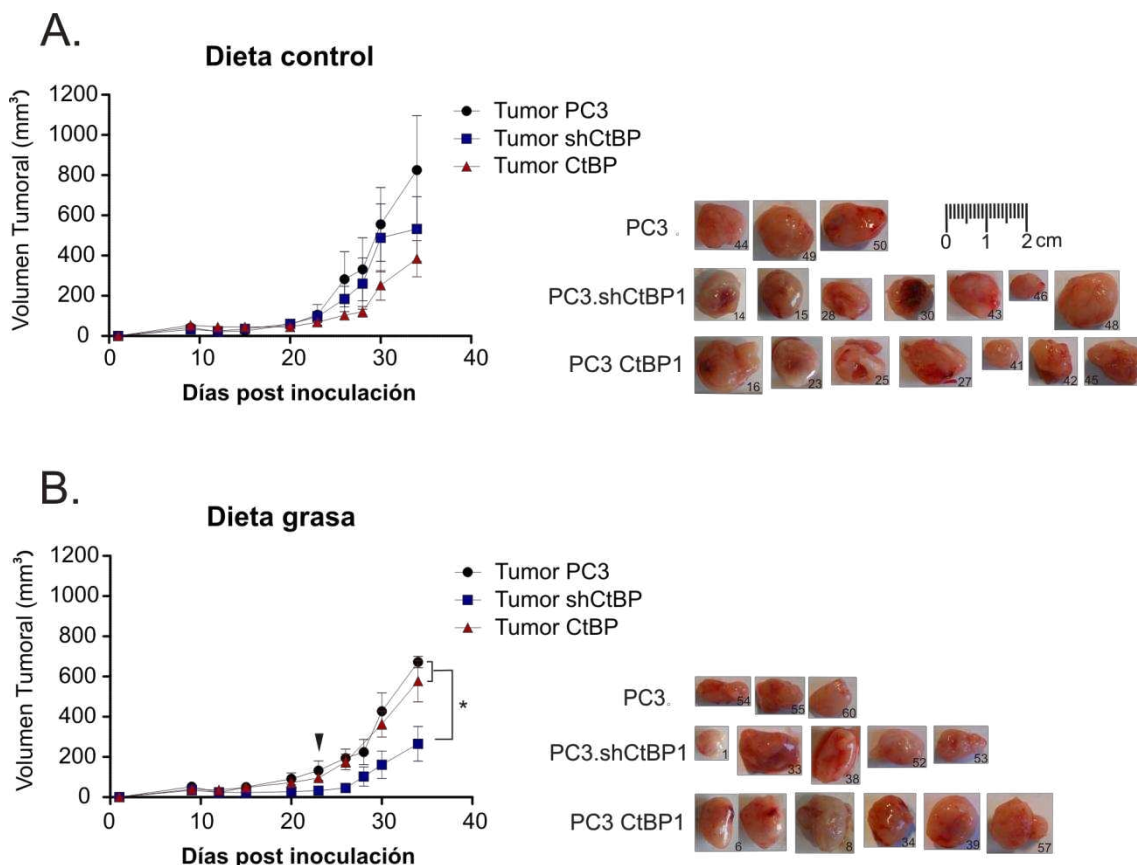 A.
Dieta control
1200
1000
800
600
400
200
0
Volumen Tumoral (mm³)
0 10 20 30 40
Días post inoculación
Tumor PC3
Tumor shCtBP
Tumor CtBP
PC3
44 49 50
0 1 2 cm
PC3.shCtBP1
14 15 28 30 43 46 48
PC3 CtBP1
16 23 25 27 41 42 45
B.
Dieta grasa
1200
1000
800
600
400
200
0
Volumen Tumoral (mm³)
0 10 20 30 40
Días post inoculación
Tumor PC3
Tumor shCtBP
Tumor CtBP
*
PC3
54 55 60
PC3.shCtBP1
1 33 38 52 53
PC3 CtBP1
6 8 34 39 57